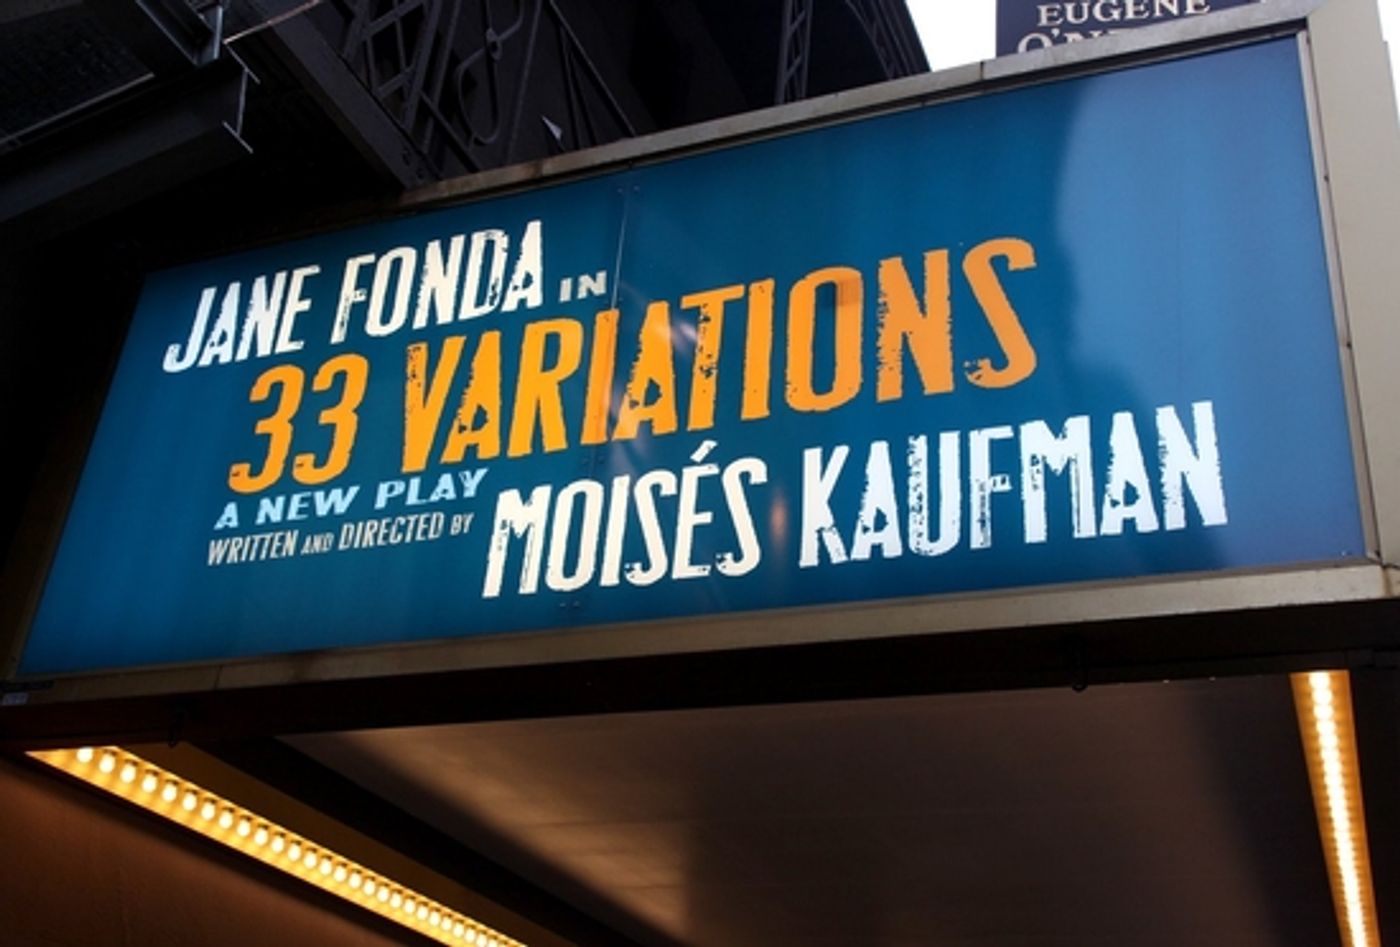 EUGENE
O'N
JANE FONDA IN
33 VARIATIONS
A NEW PLAY
WRITTEN AND DIRECTED BY
MOISÉS KAUFMAN